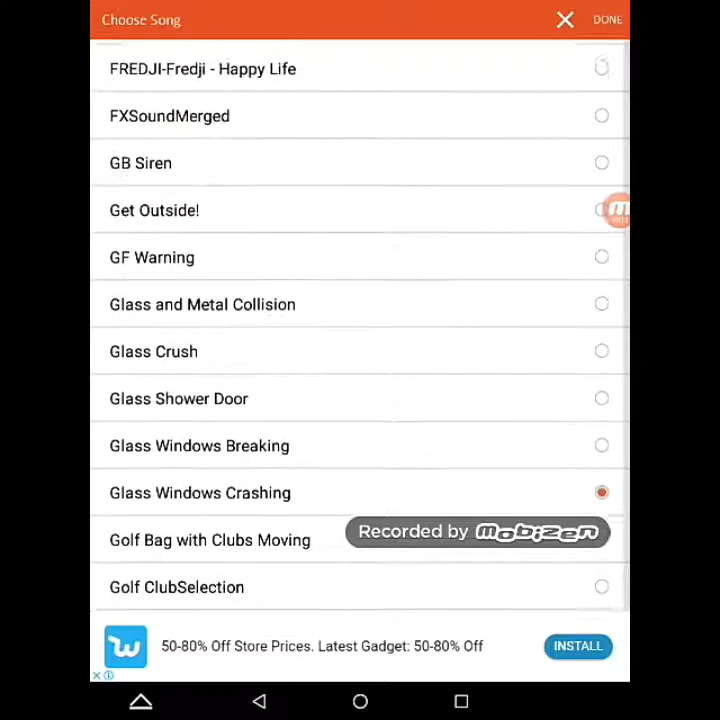 Choose Song
DONE
FREDJI-Fredji - Happy Life
FXSoundMerged
GB Siren
Get Outside!
GF Warning
Glass and Metal Collision
Glass Crush
Glass Shower Door
Glass Windows Breaking
Glass Windows Crashing
Recorded by mobizen
Golf Bag with Clubs Moving
Golf ClubSelection
50-80% Off Store Prices. Latest Gadget: 50-80% Off
INSTALL